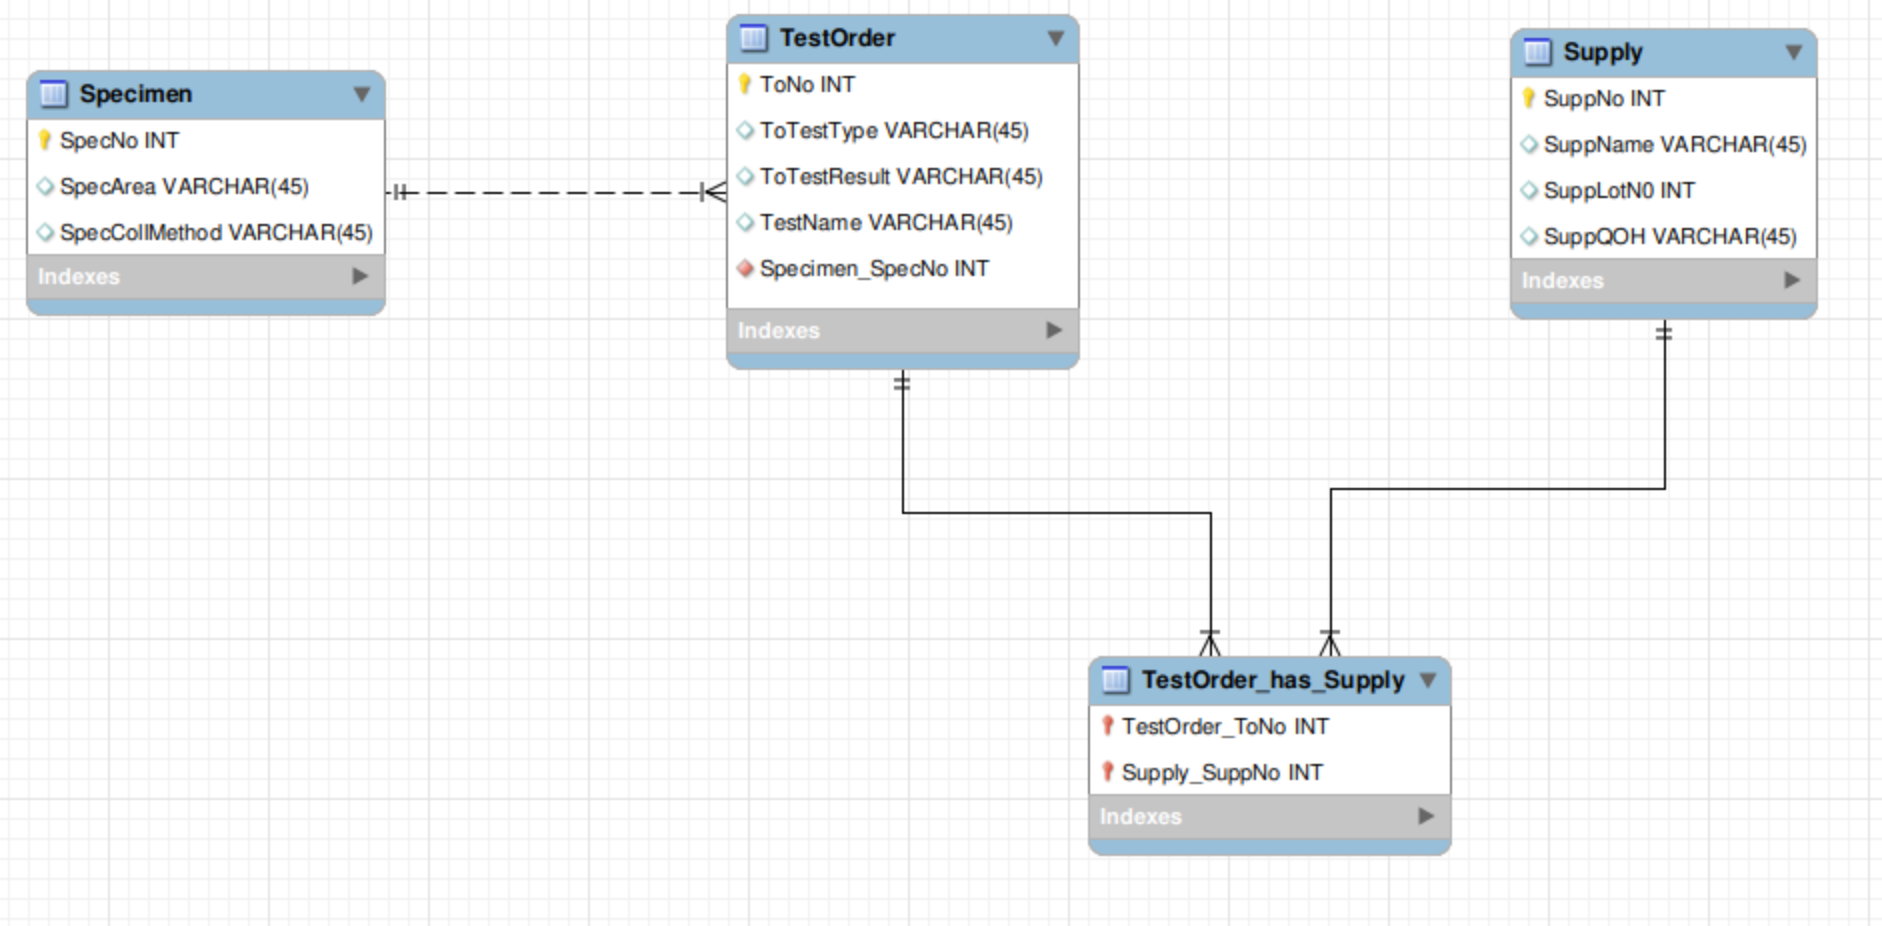 Specimen
SpecNo INT
SpecArea VARCHAR(45)
SpecCollMethod VARCHAR(45)
Indexes
TestOrder
ToNo INT
ToTestType VARCHAR(45)
ToTestResult VARCHAR(45)
TestName VARCHAR(45)
Specimen_SpecNo INT
Indexes
Supply
SuppNo INT
SuppName VARCHAR(45)
SuppLotN0 INT
SuppQOH VARCHAR(45)
Indexes
TestOrder_has_Supply
TestOrder_ToNo INT
Supply_SuppNo INT
Indexes